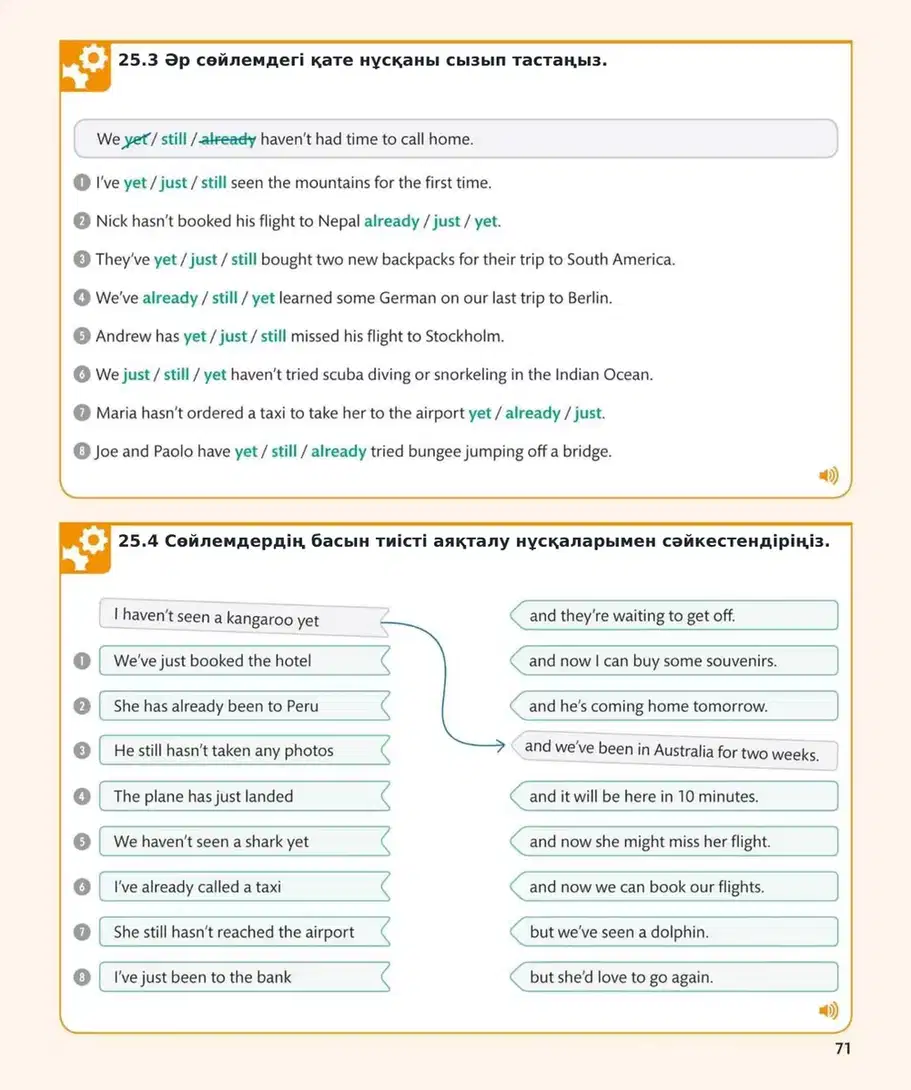 25.3 Әр сөйлемдегі қате нұсқаны сызып тастаңыз.
We yet / still / already haven't had time to call home.
1 I've yet / just / still seen the mountains for the first time.
2 Nick hasn't booked his flight to Nepal already / just / yet.
3 They've yet / just / still bought two new backpacks for their trip to South America.
4 We've already / still / yet learned some German on our last trip to Berlin.
5 Andrew has yet / just / still missed his flight to Stockholm.
6 We just / still / yet haven't tried scuba diving or snorkeling in the Indian Ocean.
7 Maria hasn't ordered a taxi to take her to the airport yet / already / just.
8 Joe and Paolo have yet / still / already tried bungee jumping off a bridge.
25.4 Сөйлемдердің басын тиісті аяқталу нұсқаларымен сәйкестендіріңіз.
I haven't seen a kangaroo yet
and they're waiting to get off.
1 We've just booked the hotel
and now I can buy some souvenirs.
2 She has already been to Peru
and he's coming home tomorrow.
3 He still hasn't taken any photos
and we've been in Australia for two weeks.
4 The plane has just landed
and it will be here in 10 minutes.
5 We haven't seen a shark yet
and now she might miss her flight.
6 I've already called a taxi
and now we can book our flights.
7 She still hasn't reached the airport
but we've seen a dolphin.
8 I've just been to the bank
but she'd love to go again.
71